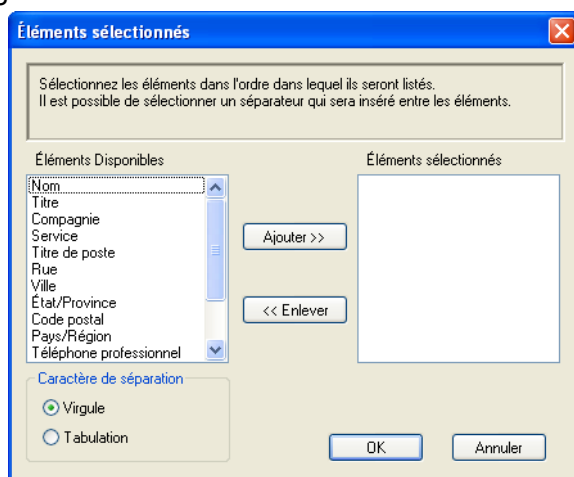 Éléments sélectionnés
Sélectionnez les éléments dans l'ordre dans lequel ils seront listés.
Il est possible de sélectionner un séparateur qui sera inséré entre les éléments.
Éléments Disponibles
Éléments sélectionnés
Nom
Titre
Compagnie
Service
Titre de poste
Rue
Ville
État/Province
Code postal
Pays/Région
Téléphone professionnel
Ajouter >>
<< Enlever
Caractère de séparation
Virgule
Tabulation
OK
Annuler